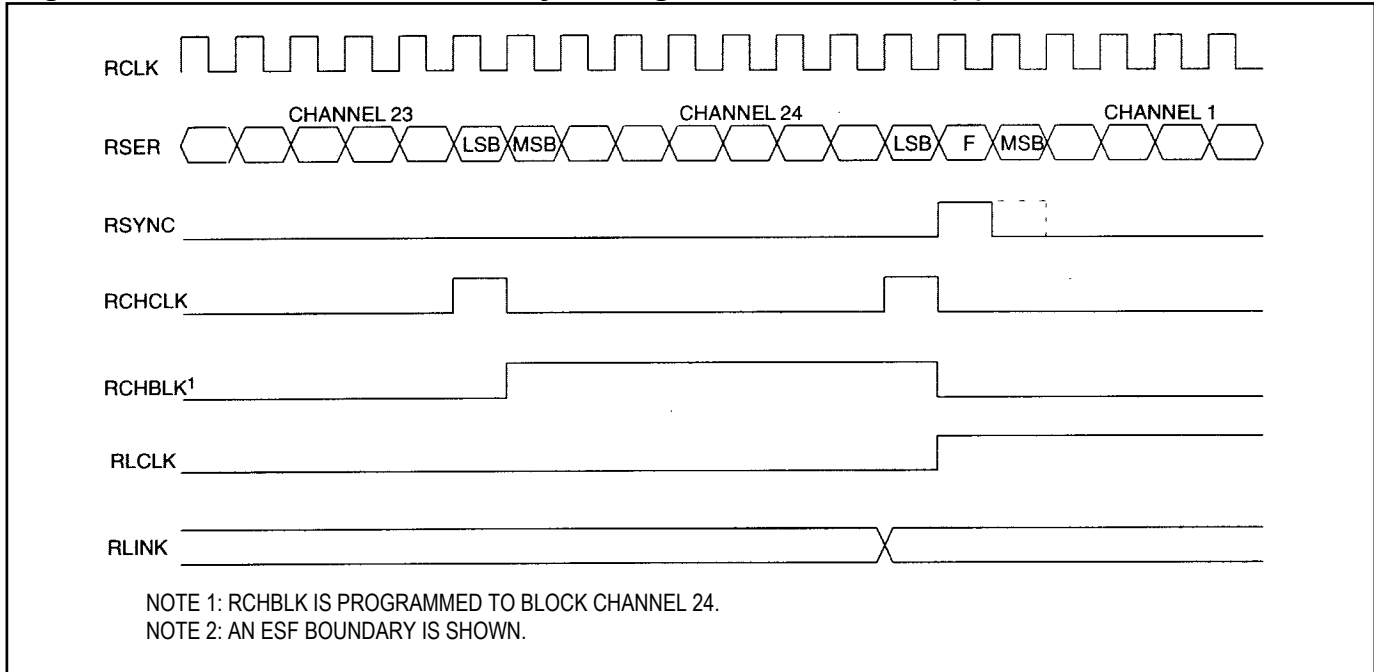 RCLK
CHANNEL 23 CHANNEL 24 CHANNEL 1
RSER LSB MSB LSB F MSB
RSYNC
RCHCLK
RCHBLK1
RLCLK
RLINK
NOTE 1: RCHBLK IS PROGRAMMED TO BLOCK CHANNEL 24.
NOTE 2: AN ESF BOUNDARY IS SHOWN.